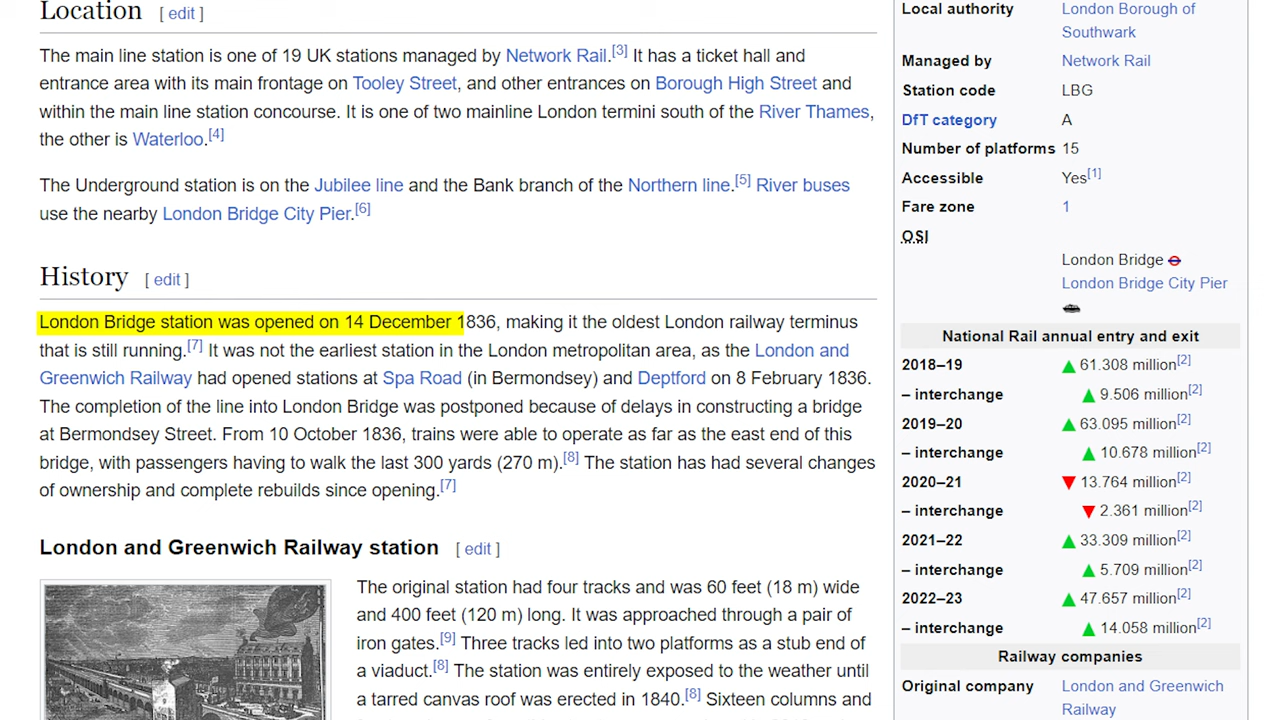 Location [ edit ]
The main line station is one of 19 UK stations managed by Network Rail.[3] It has a ticket hall and
entrance area with its main frontage on Tooley Street, and other entrances on Borough High Street and
within the main line station concourse. It is one of two mainline London termini south of the River Thames,
the other is Waterloo.[4]
The Underground station is on the Jubilee line and the Bank branch of the Northern line.[5] River buses
use the nearby London Bridge City Pier.[6]
History [ edit ]
London Bridge station was opened on 14 December 1836, making it the oldest London railway terminus
that is still running.[7] It was not the earliest station in the London metropolitan area, as the London and
Greenwich Railway had opened stations at Spa Road (in Bermondsey) and Deptford on 8 February 1836.
The completion of the line into London Bridge was postponed because of delays in constructing a bridge
at Bermondsey Street. From 10 October 1836, trains were able to operate as far as the east end of this
bridge, with passengers having to walk the last 300 yards (270 m).[8] The station has had several changes
of ownership and complete rebuilds since opening.[7]
London and Greenwich Railway station [ edit ]
The original station had four tracks and was 60 feet (18 m) wide
and 400 feet (120 m) long. It was approached through a pair of
iron gates.[9] Three tracks led into two platforms as a stub end of
a viaduct.[8] The station was entirely exposed to the weather until
a tarred canvas roof was erected in 1840.[8] Sixteen columns and
Local authority London Borough of
Southwark
Managed by Network Rail
Station code LBG
DfT category A
Number of platforms 15
Accessible Yes[1]
Fare zone 1
OSI
London Bridge
London Bridge City Pier
National Rail annual entry and exit
2018–19 61.308 million[2]
– interchange 9.506 million[2]
2019–20 63.095 million[2]
– interchange 10.678 million[2]
2020–21 13.764 million[2]
– interchange 2.361 million[2]
2021–22 33.309 million[2]
– interchange 5.709 million[2]
2022–23 47.657 million[2]
– interchange 14.058 million[2]
Railway companies
Original company London and Greenwich
Railway